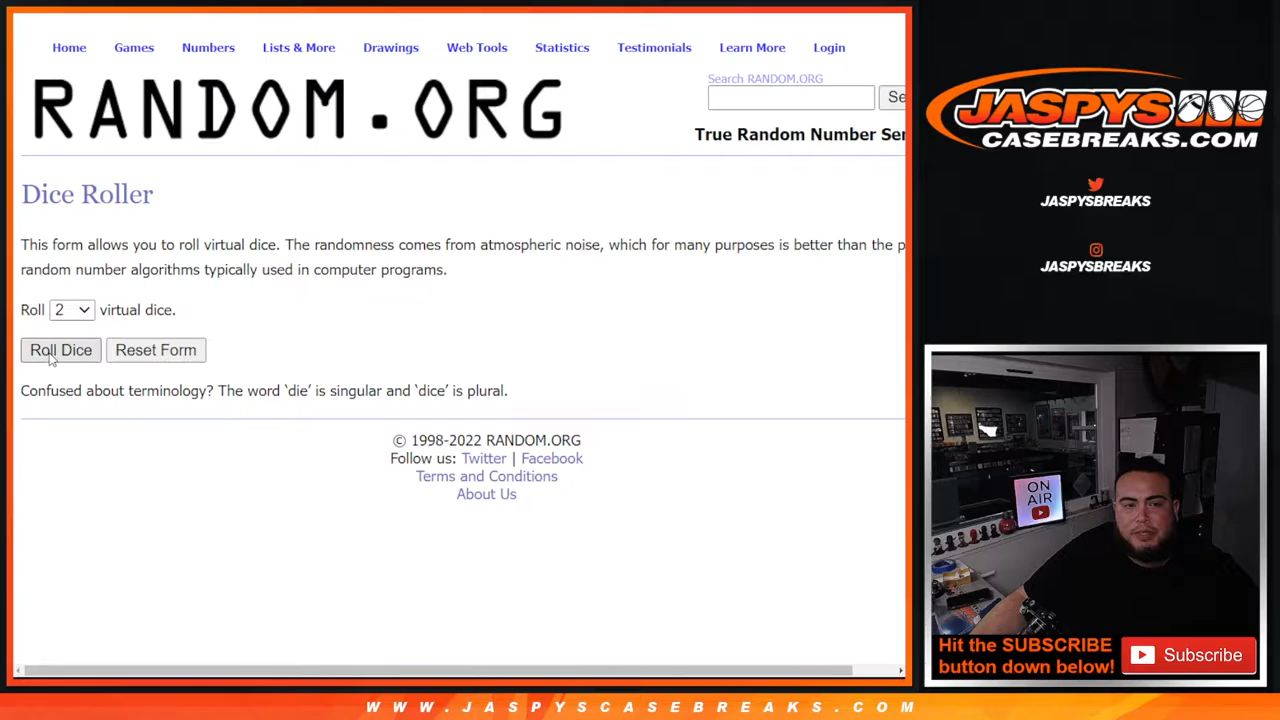 Home Games Numbers Lists & More Drawings Web Tools Statistics Testimonials Learn More Login
RANDOM.ORG
Search RANDOM.ORG
Se
True Random Number Ser
Dice Roller
This form allows you to roll virtual dice. The randomness comes from atmospheric noise, which for many purposes is better than the p
random number algorithms typically used in computer programs.
Roll 2 virtual dice.
Roll Dice Reset Form
Confused about terminology? The word ‘die’ is singular and ‘dice’ is plural.
© 1998-2022 RANDOM.ORG
Follow us: Twitter | Facebook
Terms and Conditions
About Us
JASPYS
CASEBREAKS.COM
JASPYSBREAKS
JASPYSBREAKS
ON
AIR
Hit the SUBSCRIBE
button down below!
Subscribe
WWW.JASPYSCASEBREAKS.COM